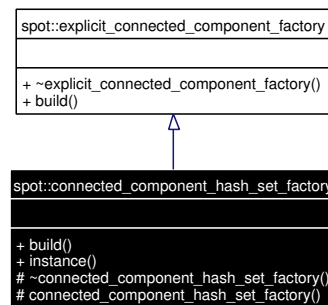 spot::explicit_connected_component_factory
+ ~explicit_connected_component_factory()
+ build()
spot::connected_component_hash_set_factory
+ build()
+ instance()
# ~connected_component_hash_set_factory()
# connected_component_hash_set_factory()